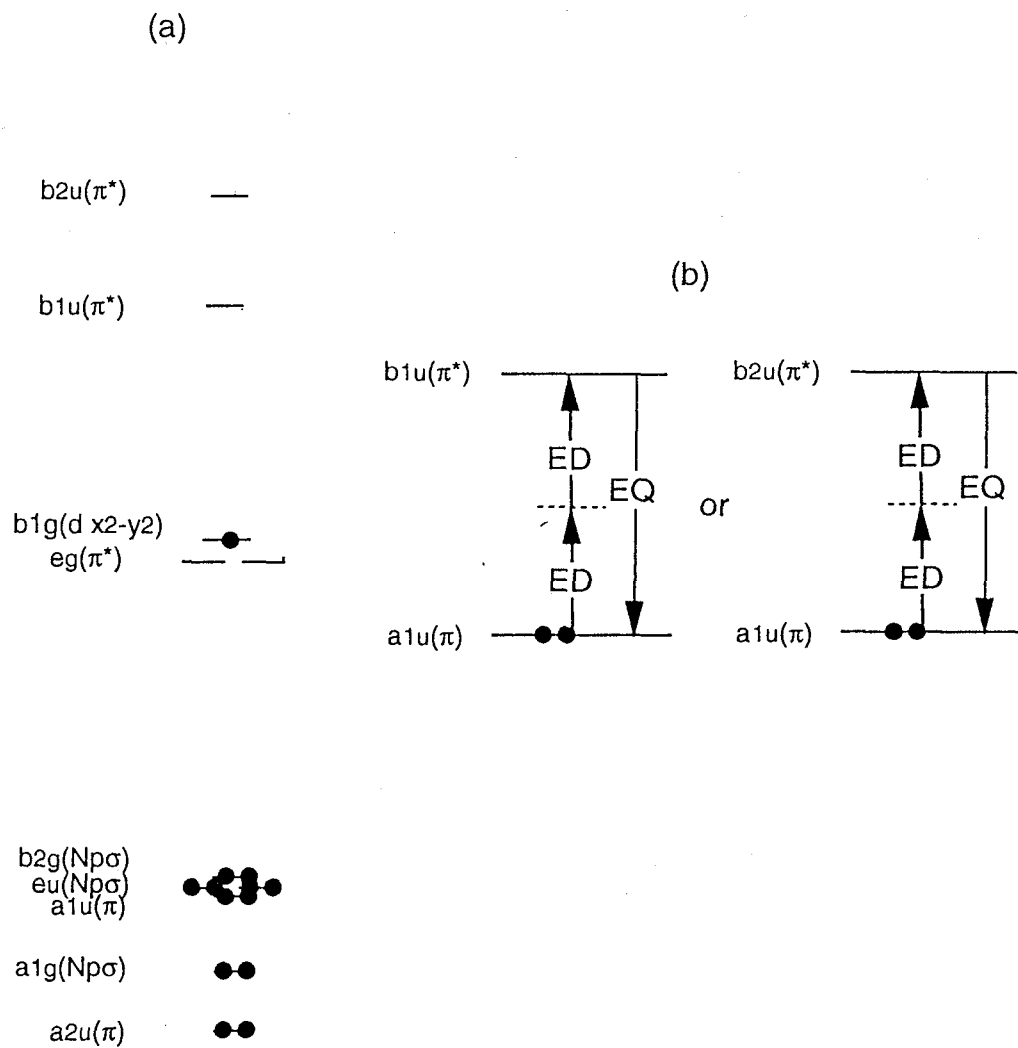 (a)
b2u(π*)
b1u(π*)
b1g(d x2-y2)
eg(π*)
b2g(Npσ)
eu(Npσ)
a1u(π)
a1g(Npσ)
a2u(π)
(b)
b1u(π*)
ED
EQ
ED
a1u(π)
or
b2u(π*)
ED
EQ
ED
a1u(π)